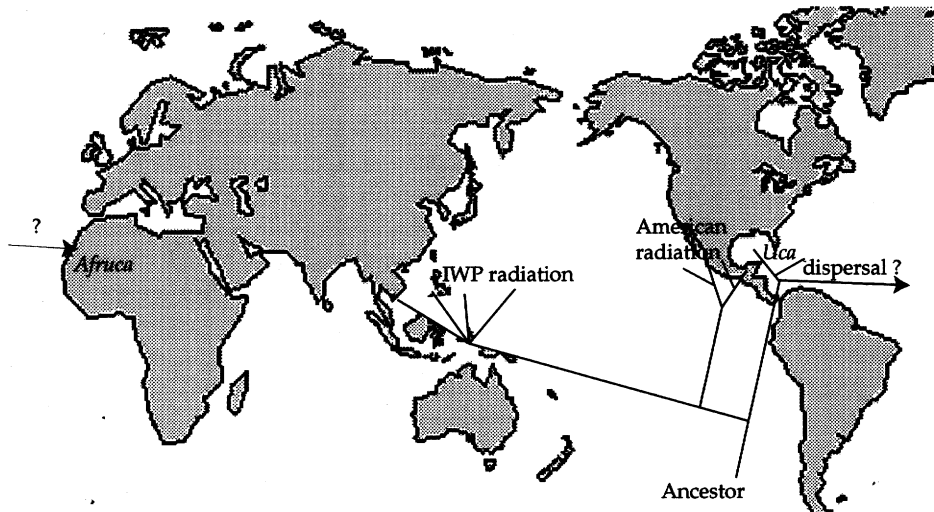 ?
Afruca
IWP radiation
American
radiation
Uca
dispersal ?
Ancestor